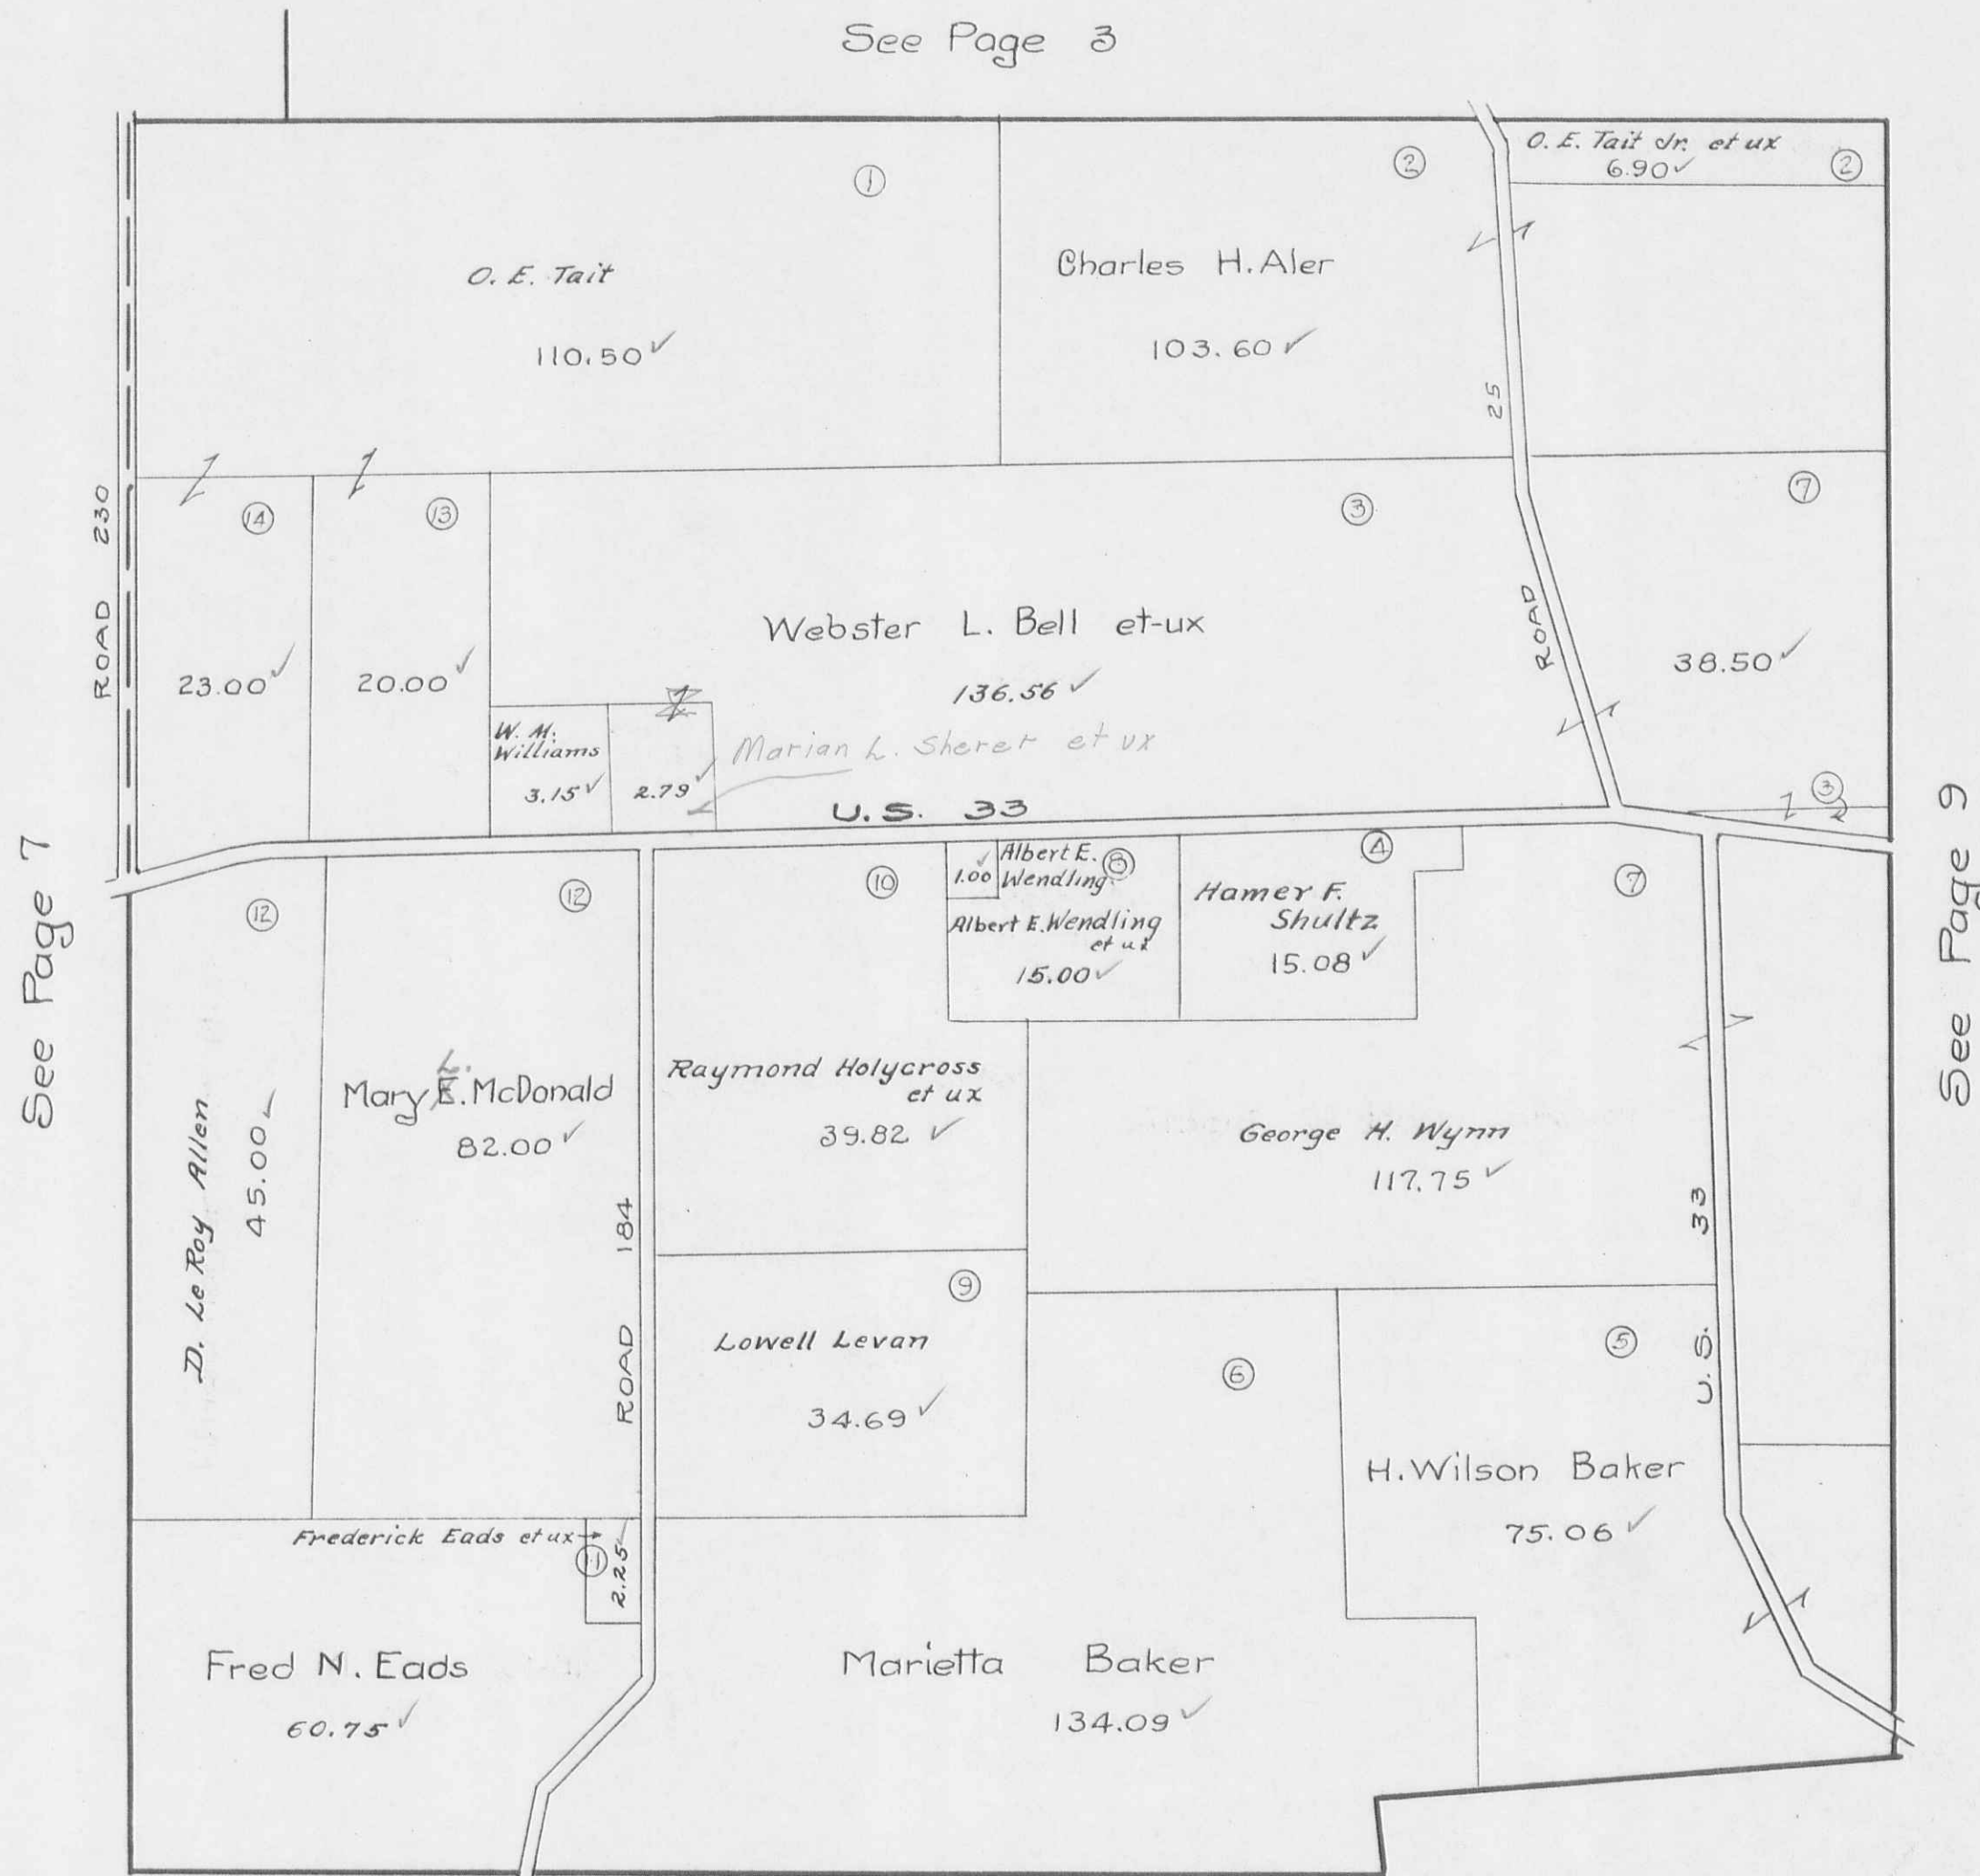 See Page 3
O. E. Tait Jr. et ux
6.90✓
2
1
2
O. E. Tait
110.50✓
Charles H. Aler
103.60✓
25
ROAD
ROAD 230
14
13
3
7
23.00✓
20.00✓
Webster L. Bell et-ux
136.56✓
38.50✓
W. M.
Williams
3.15✓
2.79✓
Marian L. Sherer et ux
U.S. 33
3
See Page 7
See Page 9
12
12
10
1.00✓
Albert E.
Wendling
8
Albert E. Wendling
et ux
15.00✓
4
Hamer F.
Shultz
15.08✓
7
D. Le Roy Allen
45.00✓
L.
Mary E. McDonald
82.00✓
ROAD 184
Raymond Holycross
et ux
39.82✓
George H. Wynn
117.75✓
U.S. 33
9
Lowell Levan
34.69✓
6
5
H. Wilson Baker
75.06✓
Frederick Eads et ux→
11
2.25✓
Fred N. Eads
60.75✓
Marietta Baker
134.09✓